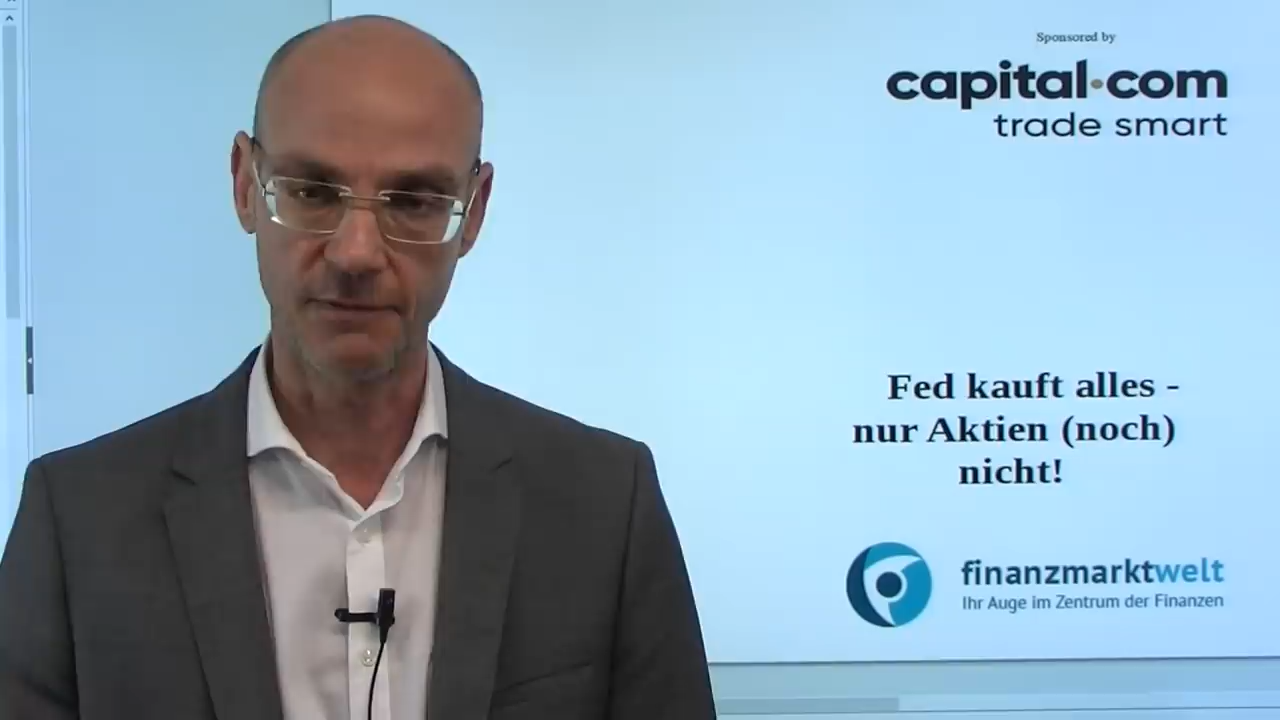 Sponsored by
capital.com
trade smart
Fed kauft alles -
nur Aktien (noch)
nicht!
finanzmarktwelt
Ihr Auge im Zentrum der Finanzen